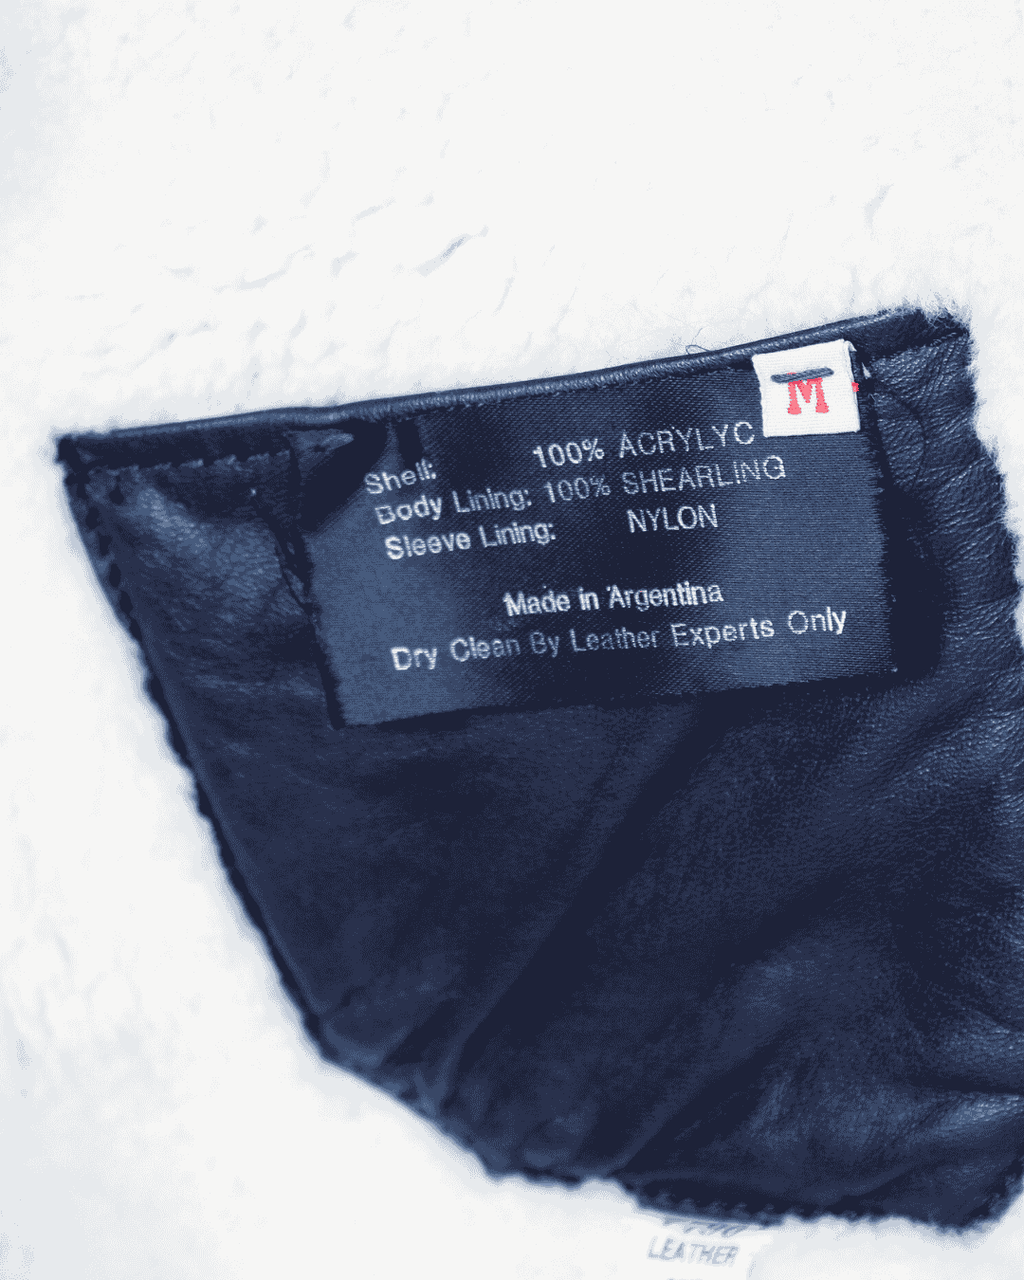 M
Shell: 100% ACRYLYC
Body Lining: 100% SHEARLING
Sleeve Lining: NYLON
Made in Argentina
Dry Clean By Leather Experts Only
LEATHER